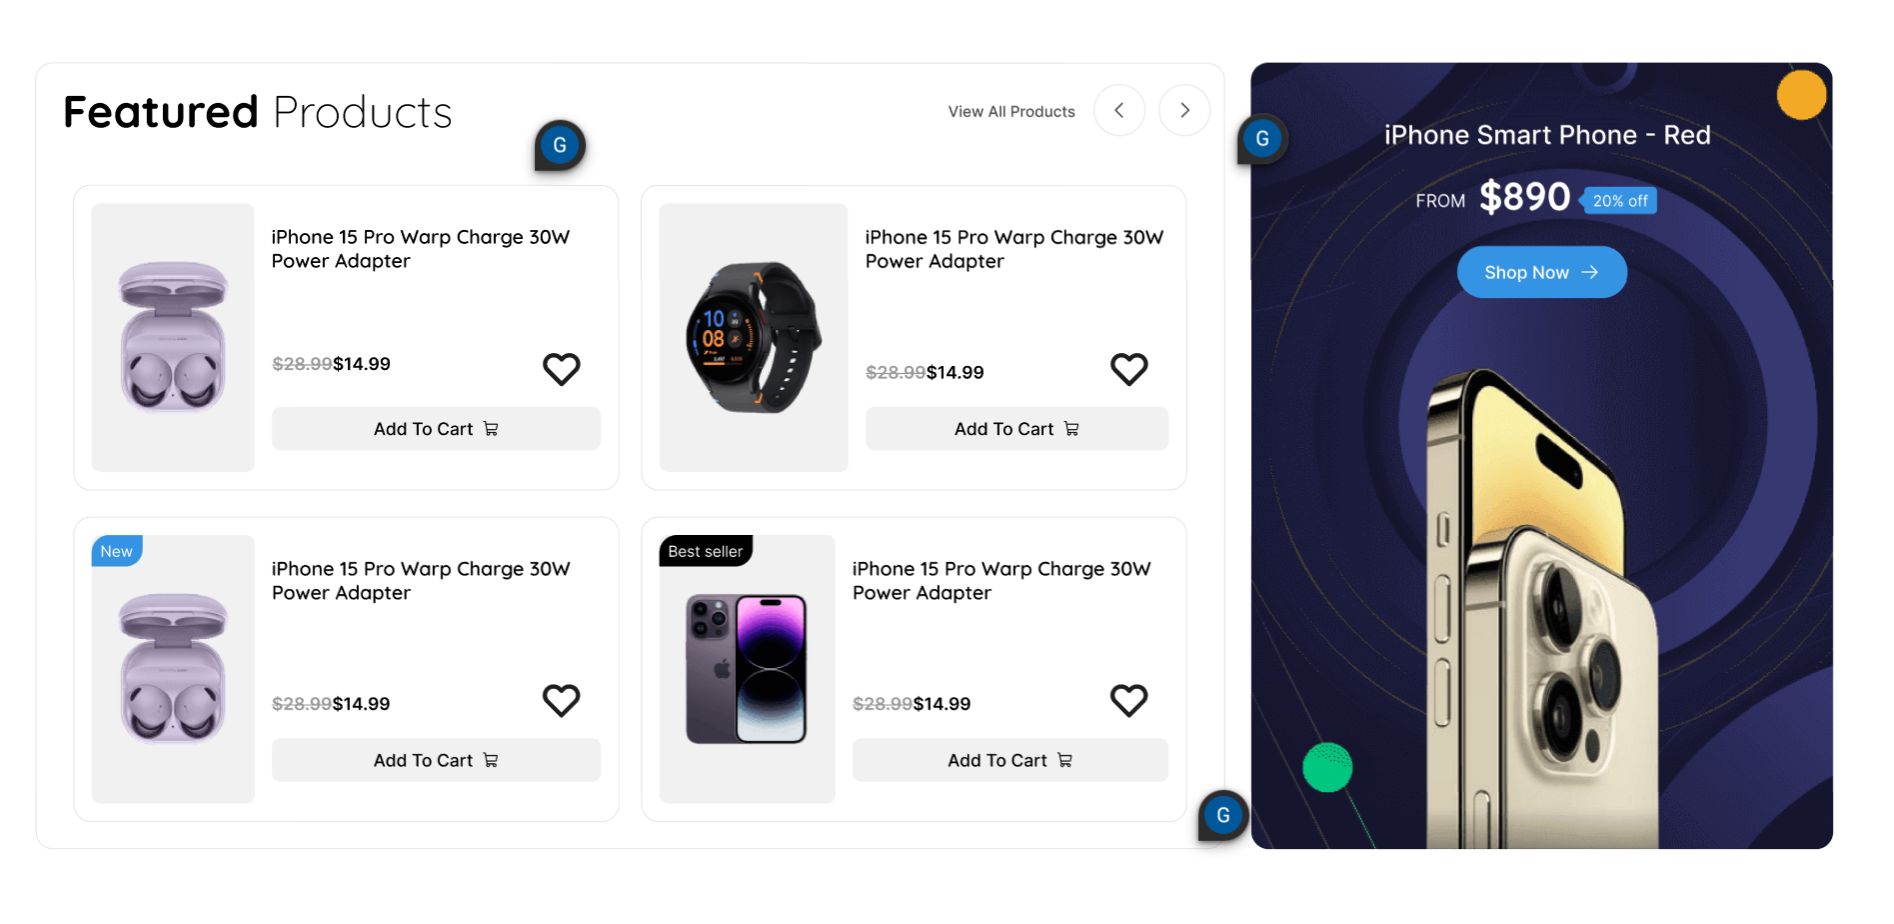 Featured Products
View All Products
G
iPhone 15 Pro Warp Charge 30W
Power Adapter
$28.99$14.99
Add To Cart
10
08
iPhone 15 Pro Warp Charge 30W
Power Adapter
$28.99$14.99
Add To Cart
New
iPhone 15 Pro Warp Charge 30W
Power Adapter
$28.99$14.99
Add To Cart
Best seller
iPhone 15 Pro Warp Charge 30W
Power Adapter
$28.99$14.99
Add To Cart
G
iPhone Smart Phone - Red
FROM $890 20% off
Shop Now
G